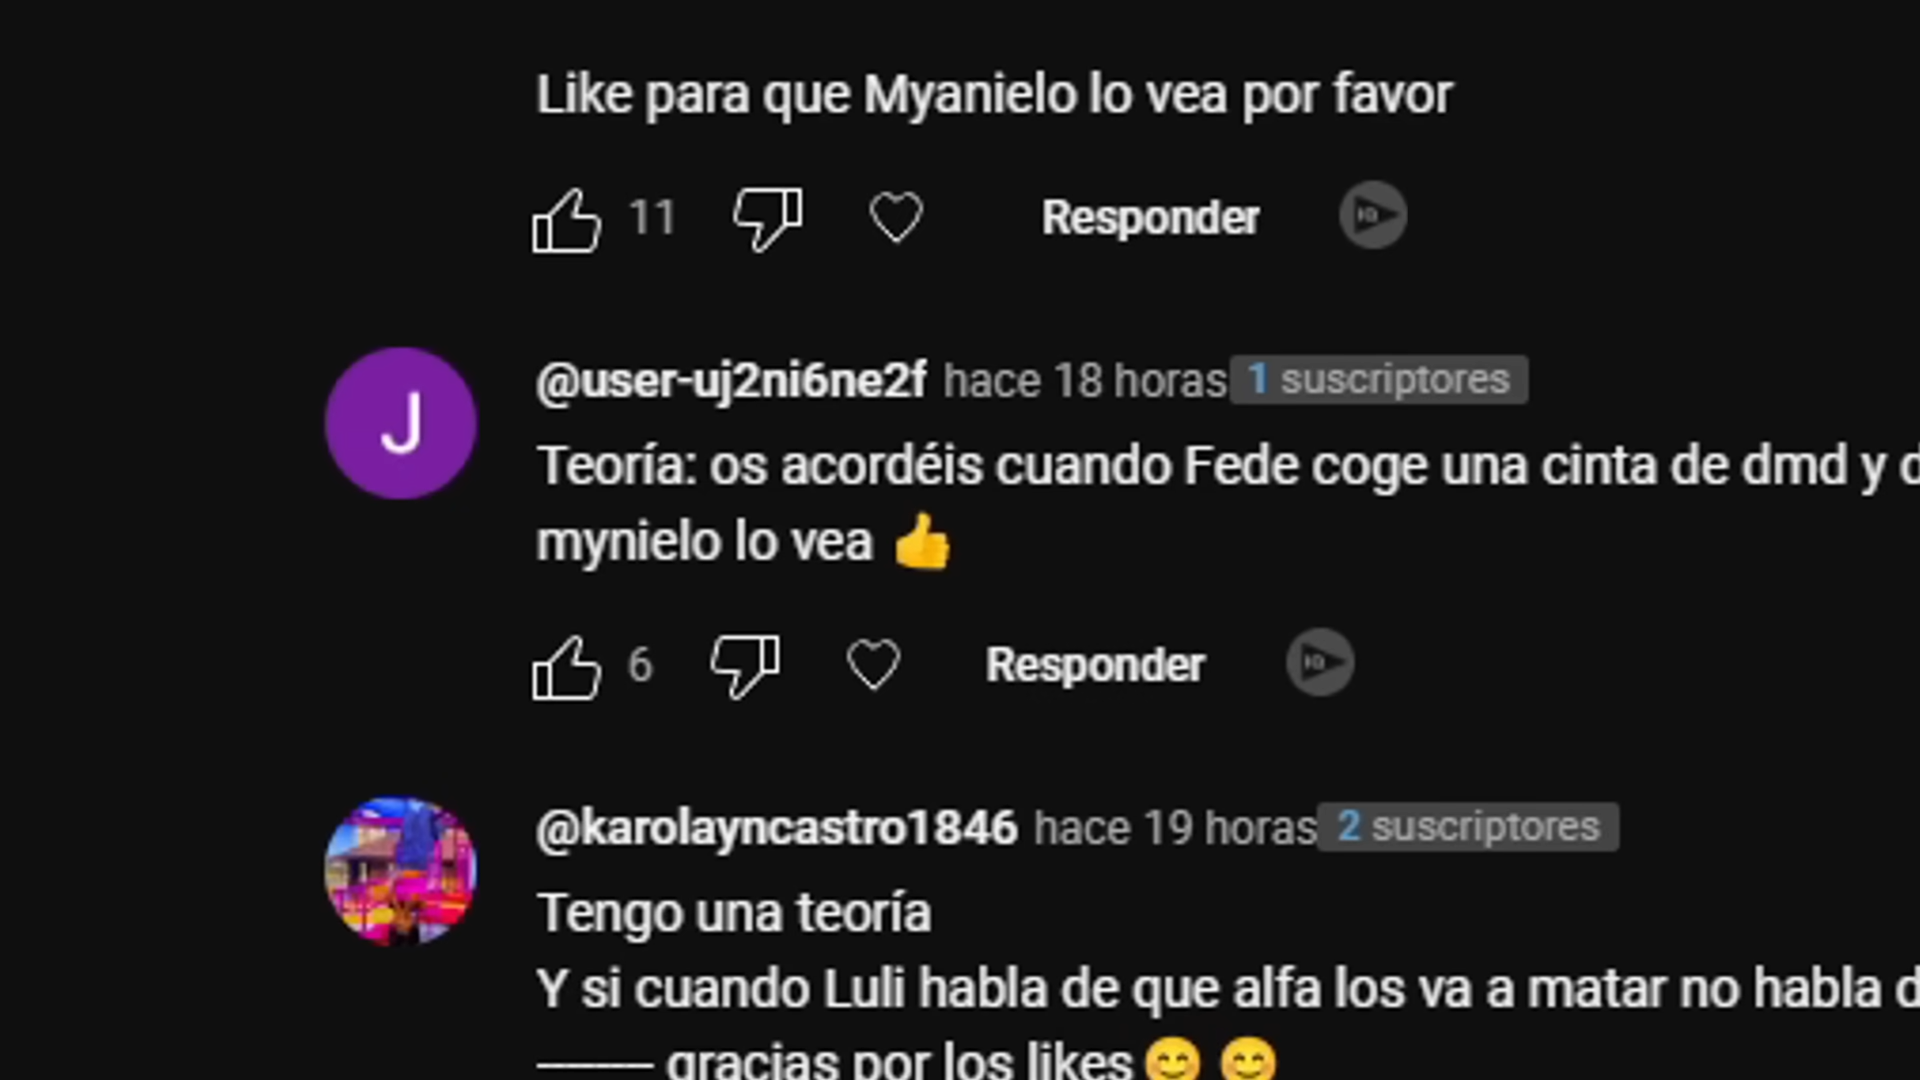 Like para que Myanielo lo vea por favor
11 Responder
J
@user-uj2ni6ne2f hace 18 horas 1 suscriptores
Teoría: os acordéis cuando Fede coge una cinta de dmd y
mynielo lo vea 👍
6 Responder
@karolayncastro1846 hace 19 horas 2 suscriptores
Tengo una teoría
Y si cuando Luli habla de que alfa los va a matar no habla
——— gracias por los likes 😊 😊